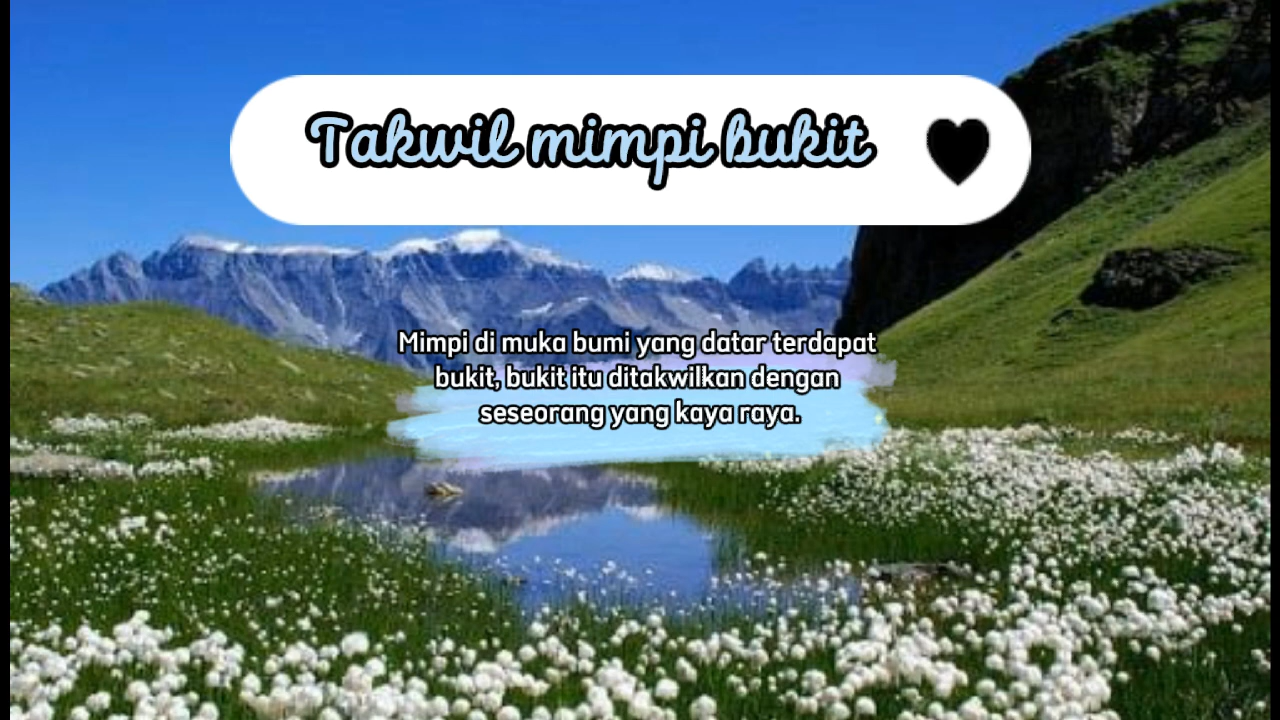 Takwil mimpi bukit
Mimpi di muka bumi yang datar terdapat
bukit, bukit itu ditakwilkan dengan
seseorang yang kaya raya.